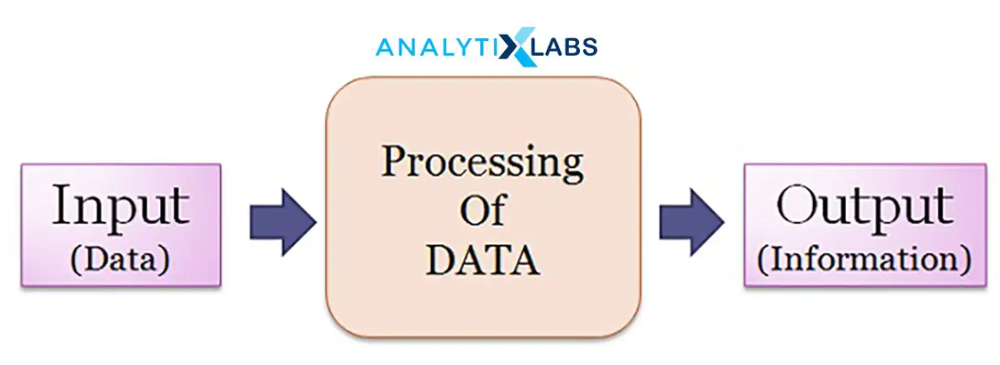 ANALYTIXLABS
Input
(Data)
Processing
Of
DATA
Output
(Information)